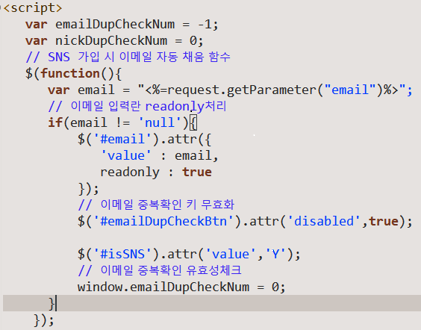 <script>
var emailDupCheckNum = -1;
var nickDupCheckNum = 0;
// SNS 가입 시 이메일 자동 채움 함수
$(function(){
var email = "<%=request.getParameter("email")%>";
// 이메일 입력란 readonly처리
if(email != 'null'){
$('#email').attr({
'value' : email,
readonly : true
});
// 이메일 중복확인 키 무효화
$('#emailDupCheckBtn').attr('disabled',true);
$('#isSNS').attr('value','Y');
// 이메일 중복확인 유효성체크
window.emailDupCheckNum = 0;
}
});